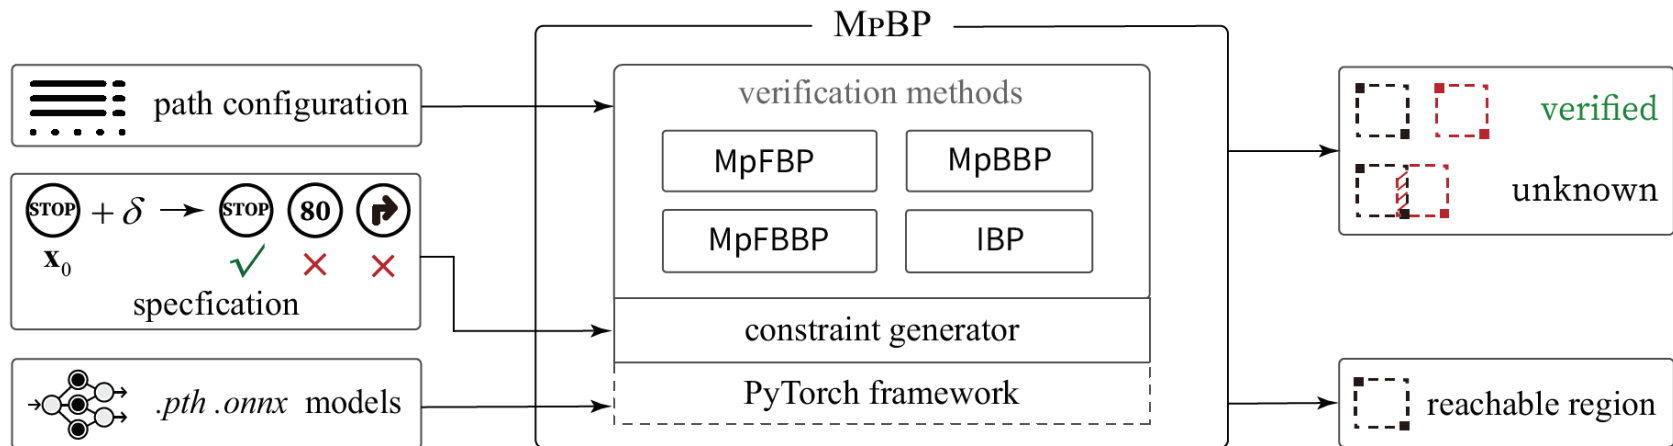 MPBP
path configuration
STOP + δ → STOP 80
x₀ √ × ×
specfication
.pth .onnx models
verification methods
MpFBP MpBBP
MpFBBP IBP
constraint generator
PyTorch framework
verified
unknown
reachable region